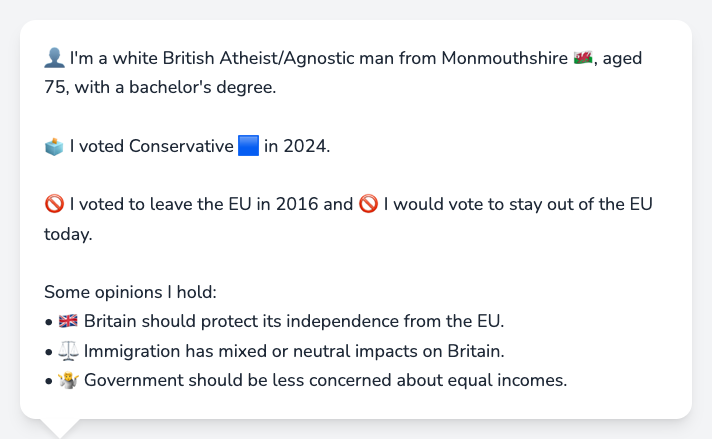 👤 I'm a white British Atheist/Agnostic man from Monmouthshire 🏴󠁧󠁢󠁷󠁬󠁳󠁿, aged
75, with a bachelor's degree.
🗳️ I voted Conservative 🟦 in 2024.
🚫 I voted to leave the EU in 2016 and 🚫 I would vote to stay out of the EU
today.
Some opinions I hold:
• 🇬🇧 Britain should protect its independence from the EU.
• ⚖️ Immigration has mixed or neutral impacts on Britain.
• 🤷 Government should be less concerned about equal incomes.